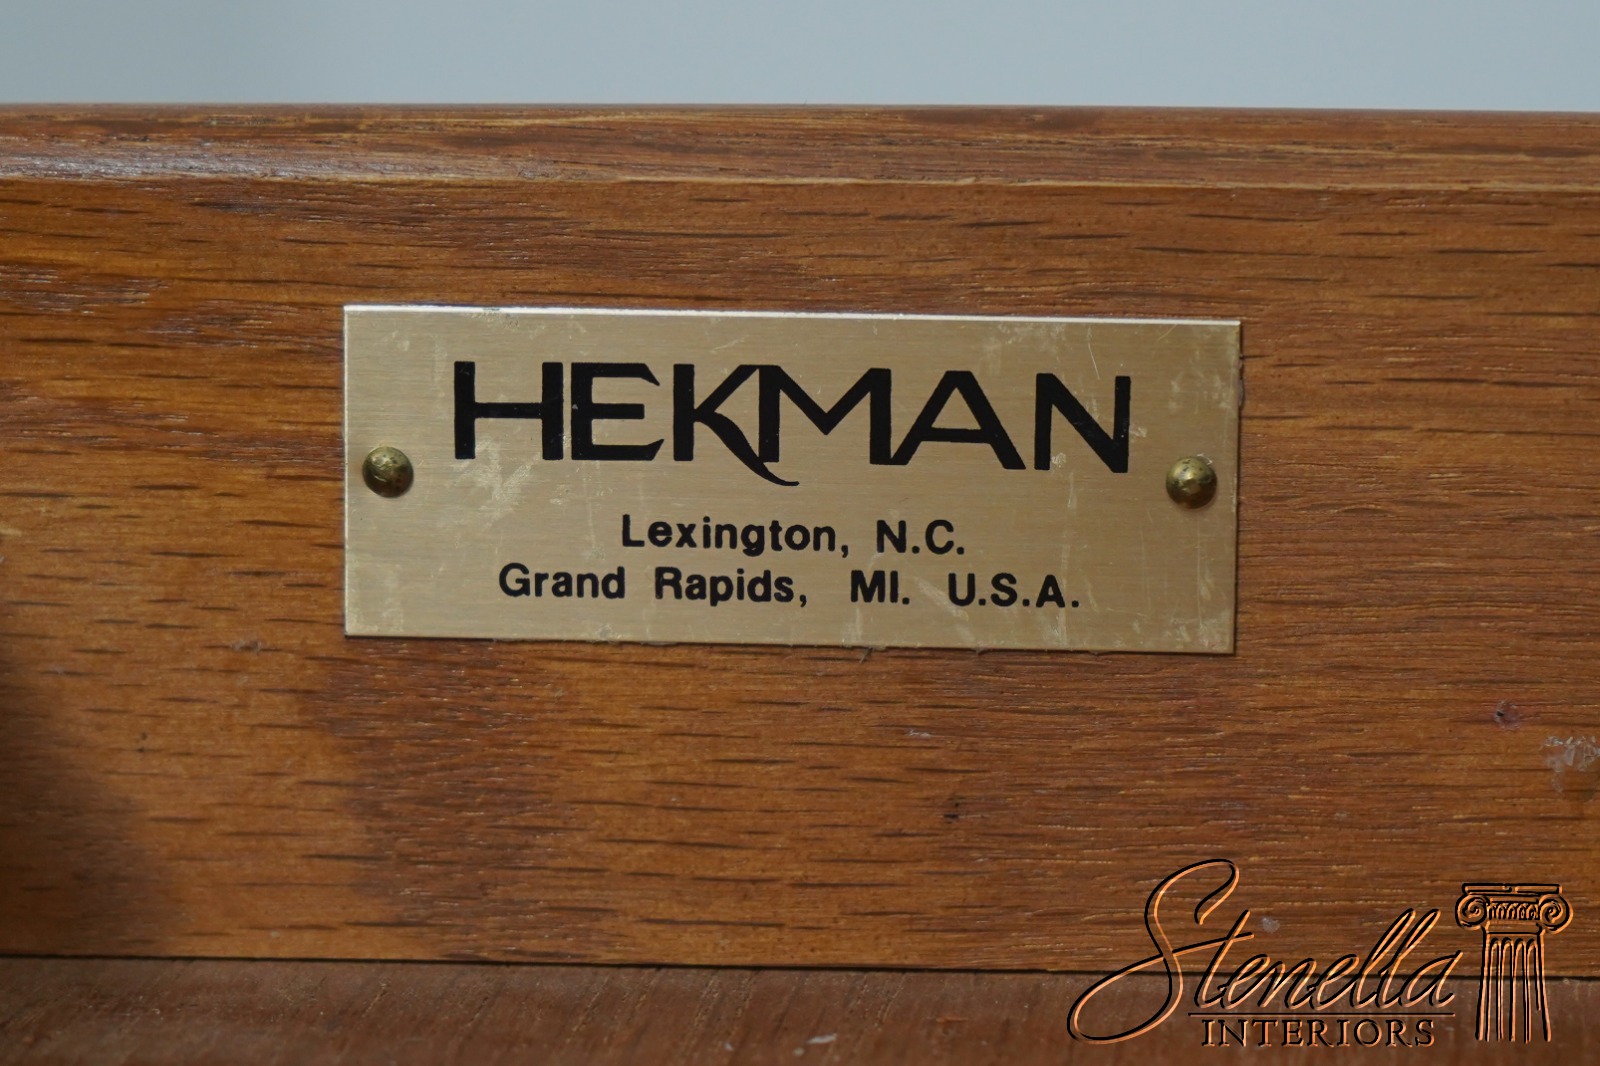 HEKMAN
Lexington, N.C.
Grand Rapids, MI. U.S.A.
Stenella
INTERIORS